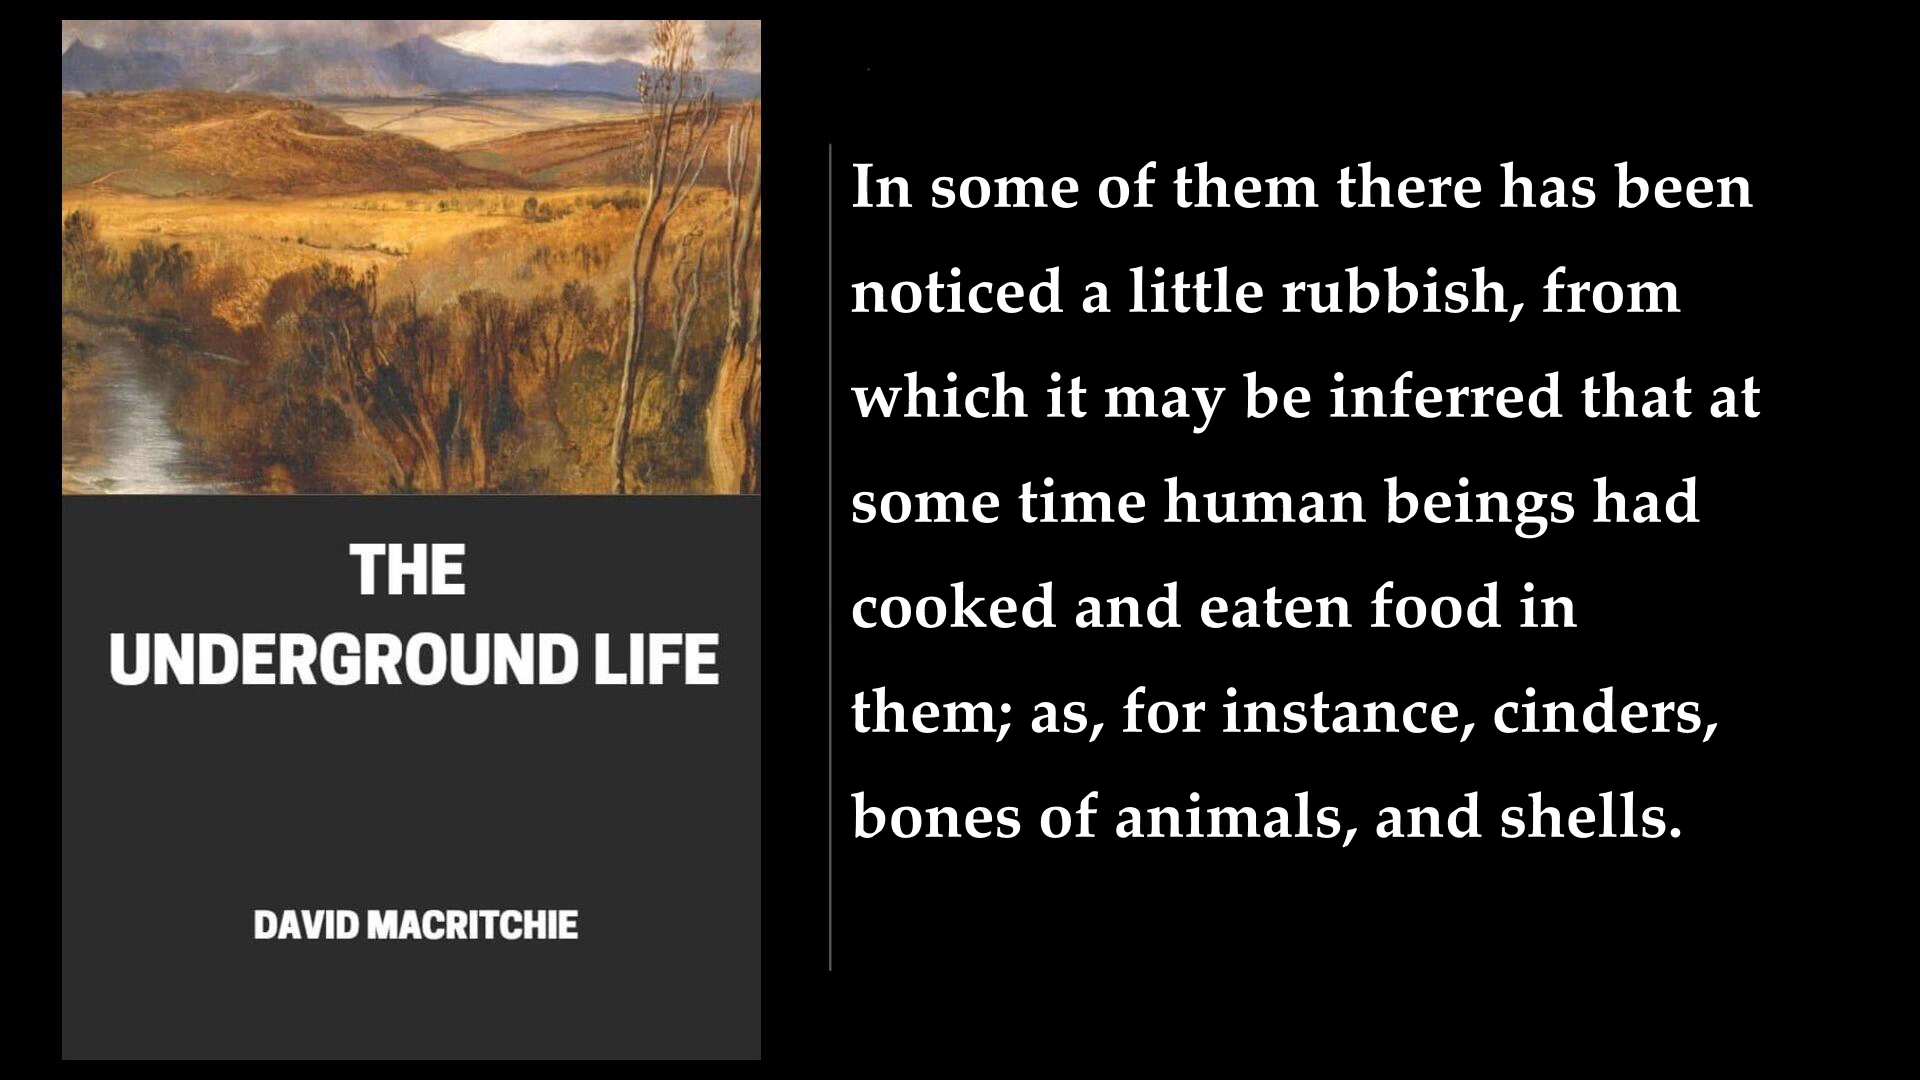 THE
UNDERGROUND LIFE
DAVID MACRITCHIE
In some of them there has been
noticed a little rubbish, from
which it may be inferred that at
some time human beings had
cooked and eaten food in
them; as, for instance, cinders,
bones of animals, and shells.